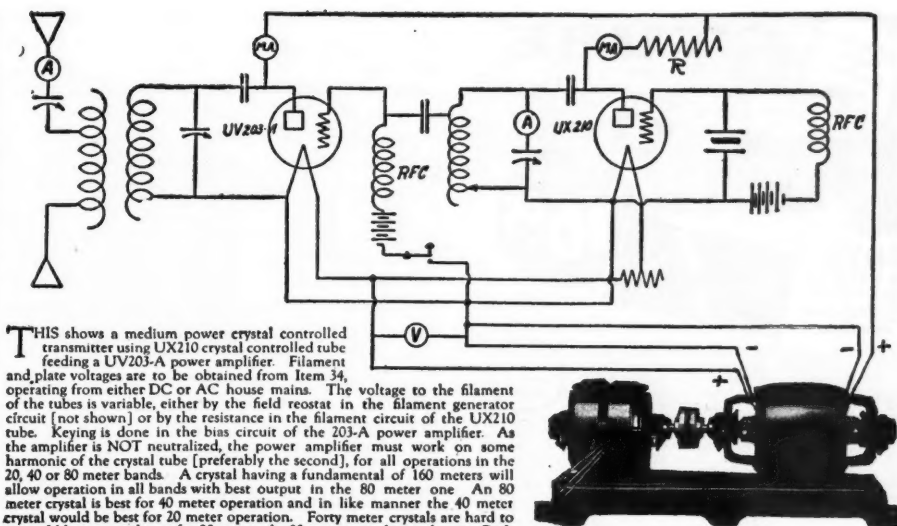 MA
MA
R
A
UV203-A
RFC
A
UX210
RFC
V
-
-
+
+
THIS shows a medium power crystal controlled
transmitter using UX210 crystal controlled tube
feeding a UV203-A power amplifier. Filament
and plate voltages are to be obtained from Item 34,
operating from either DC or AC house mains. The voltage to the filament
of the tubes is variable, either by the field reostat in the filament generator
circuit [not shown] or by the resistance in the filament circuit of the UX210
tube. Keying is done in the bias circuit of the 203-A power amplifier. As
the amplifier is NOT neutralized, the power amplifier must work on some
harmonic of the crystal tube [preferably the second], for all operations in the
20, 40 or 80 meter bands. A crystal having a fundamental of 160 meters will
allow operation in all bands with best output in the 80 meter one An 80
meter crystal is best for 40 meter operation and in like manner the 40 meter
crystal would be best for 20 meter operation. Forty meter crystals are hard to